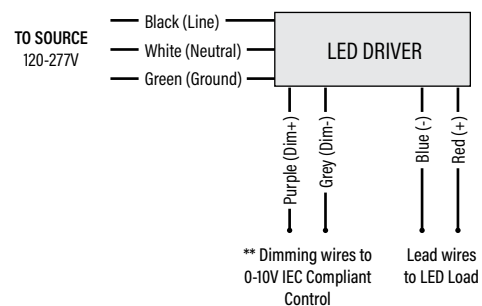 Black (Line)
TO SOURCE
120-277V
White (Neutral)
Green (Ground)
LED DRIVER
Purple (Dim+)
Grey (Dim-)
Blue (-)
Red (+)
** Dimming wires to
0-10V IEC Compliant
Control
Lead wires
to LED Load